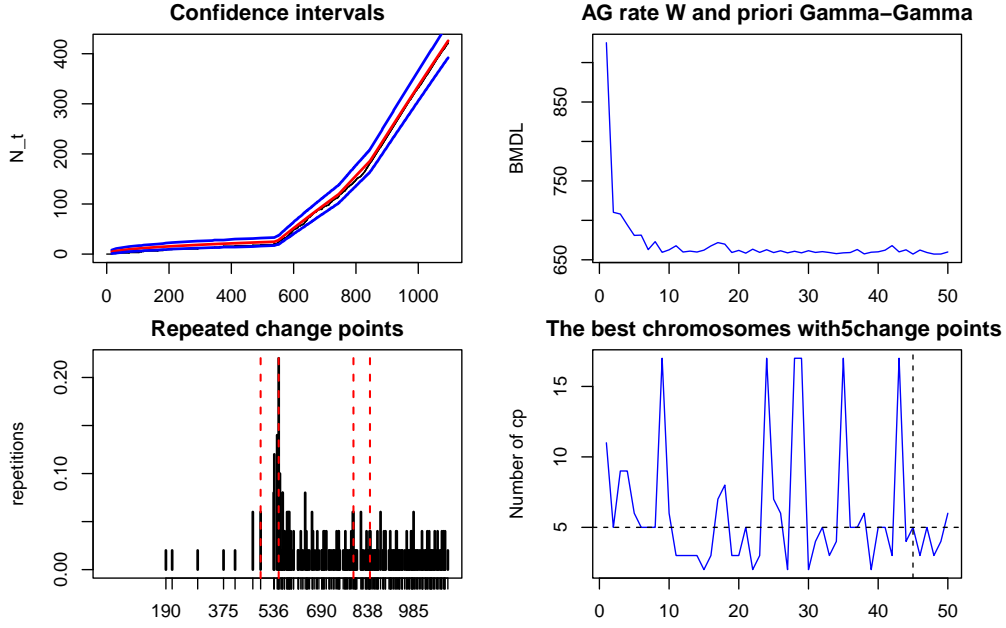 Confidence intervals
N_t
400
300
200
100
0
0 200 400 600 800 1000
AG rate W and priori Gamma−Gamma
BMDL
850
750
650
0 10 20 30 40 50
Repeated change points
repetitions
0.20
0.10
0.00
190 375 536 690 838 985
The best chromosomes with5change points
Number of cp
15
10
5
0 10 20 30 40 50